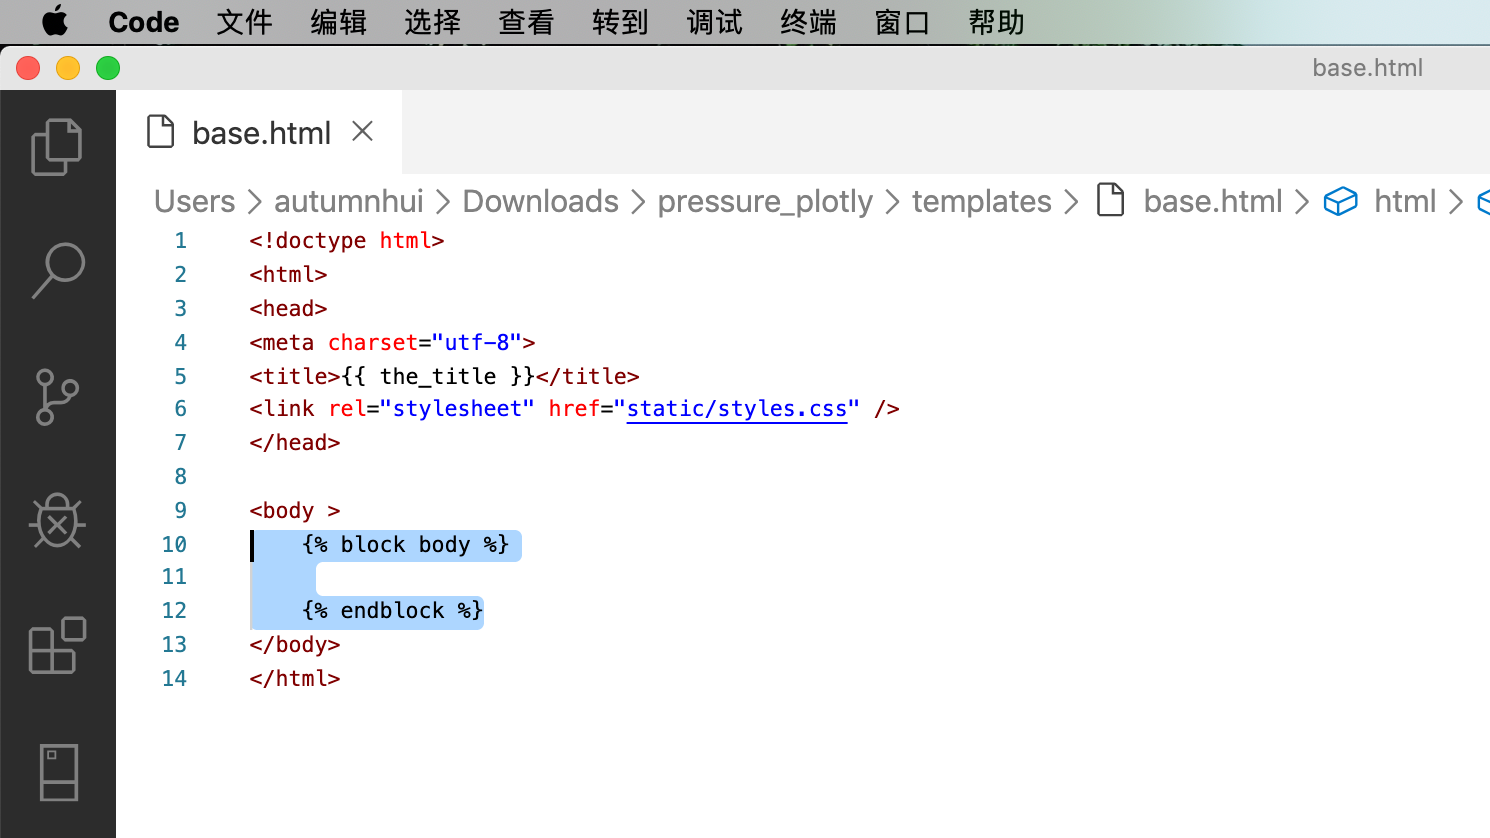 Code 文件 编辑 选择 查看 转到 调试 终端 窗口 帮助
base.html
base.html
Users > autumnhui > Downloads > pressure_plotly > templates > base.html > html >
1 <!doctype html>
2 <html>
3 <head>
4 <meta charset="utf-8">
5 <title>{{ the_title }}</title>
6 <link rel="stylesheet" href="static/styles.css" />
7 </head>
8
9 <body >
10 {% block body %}
11
12 {% endblock %}
13 </body>
14 </html>